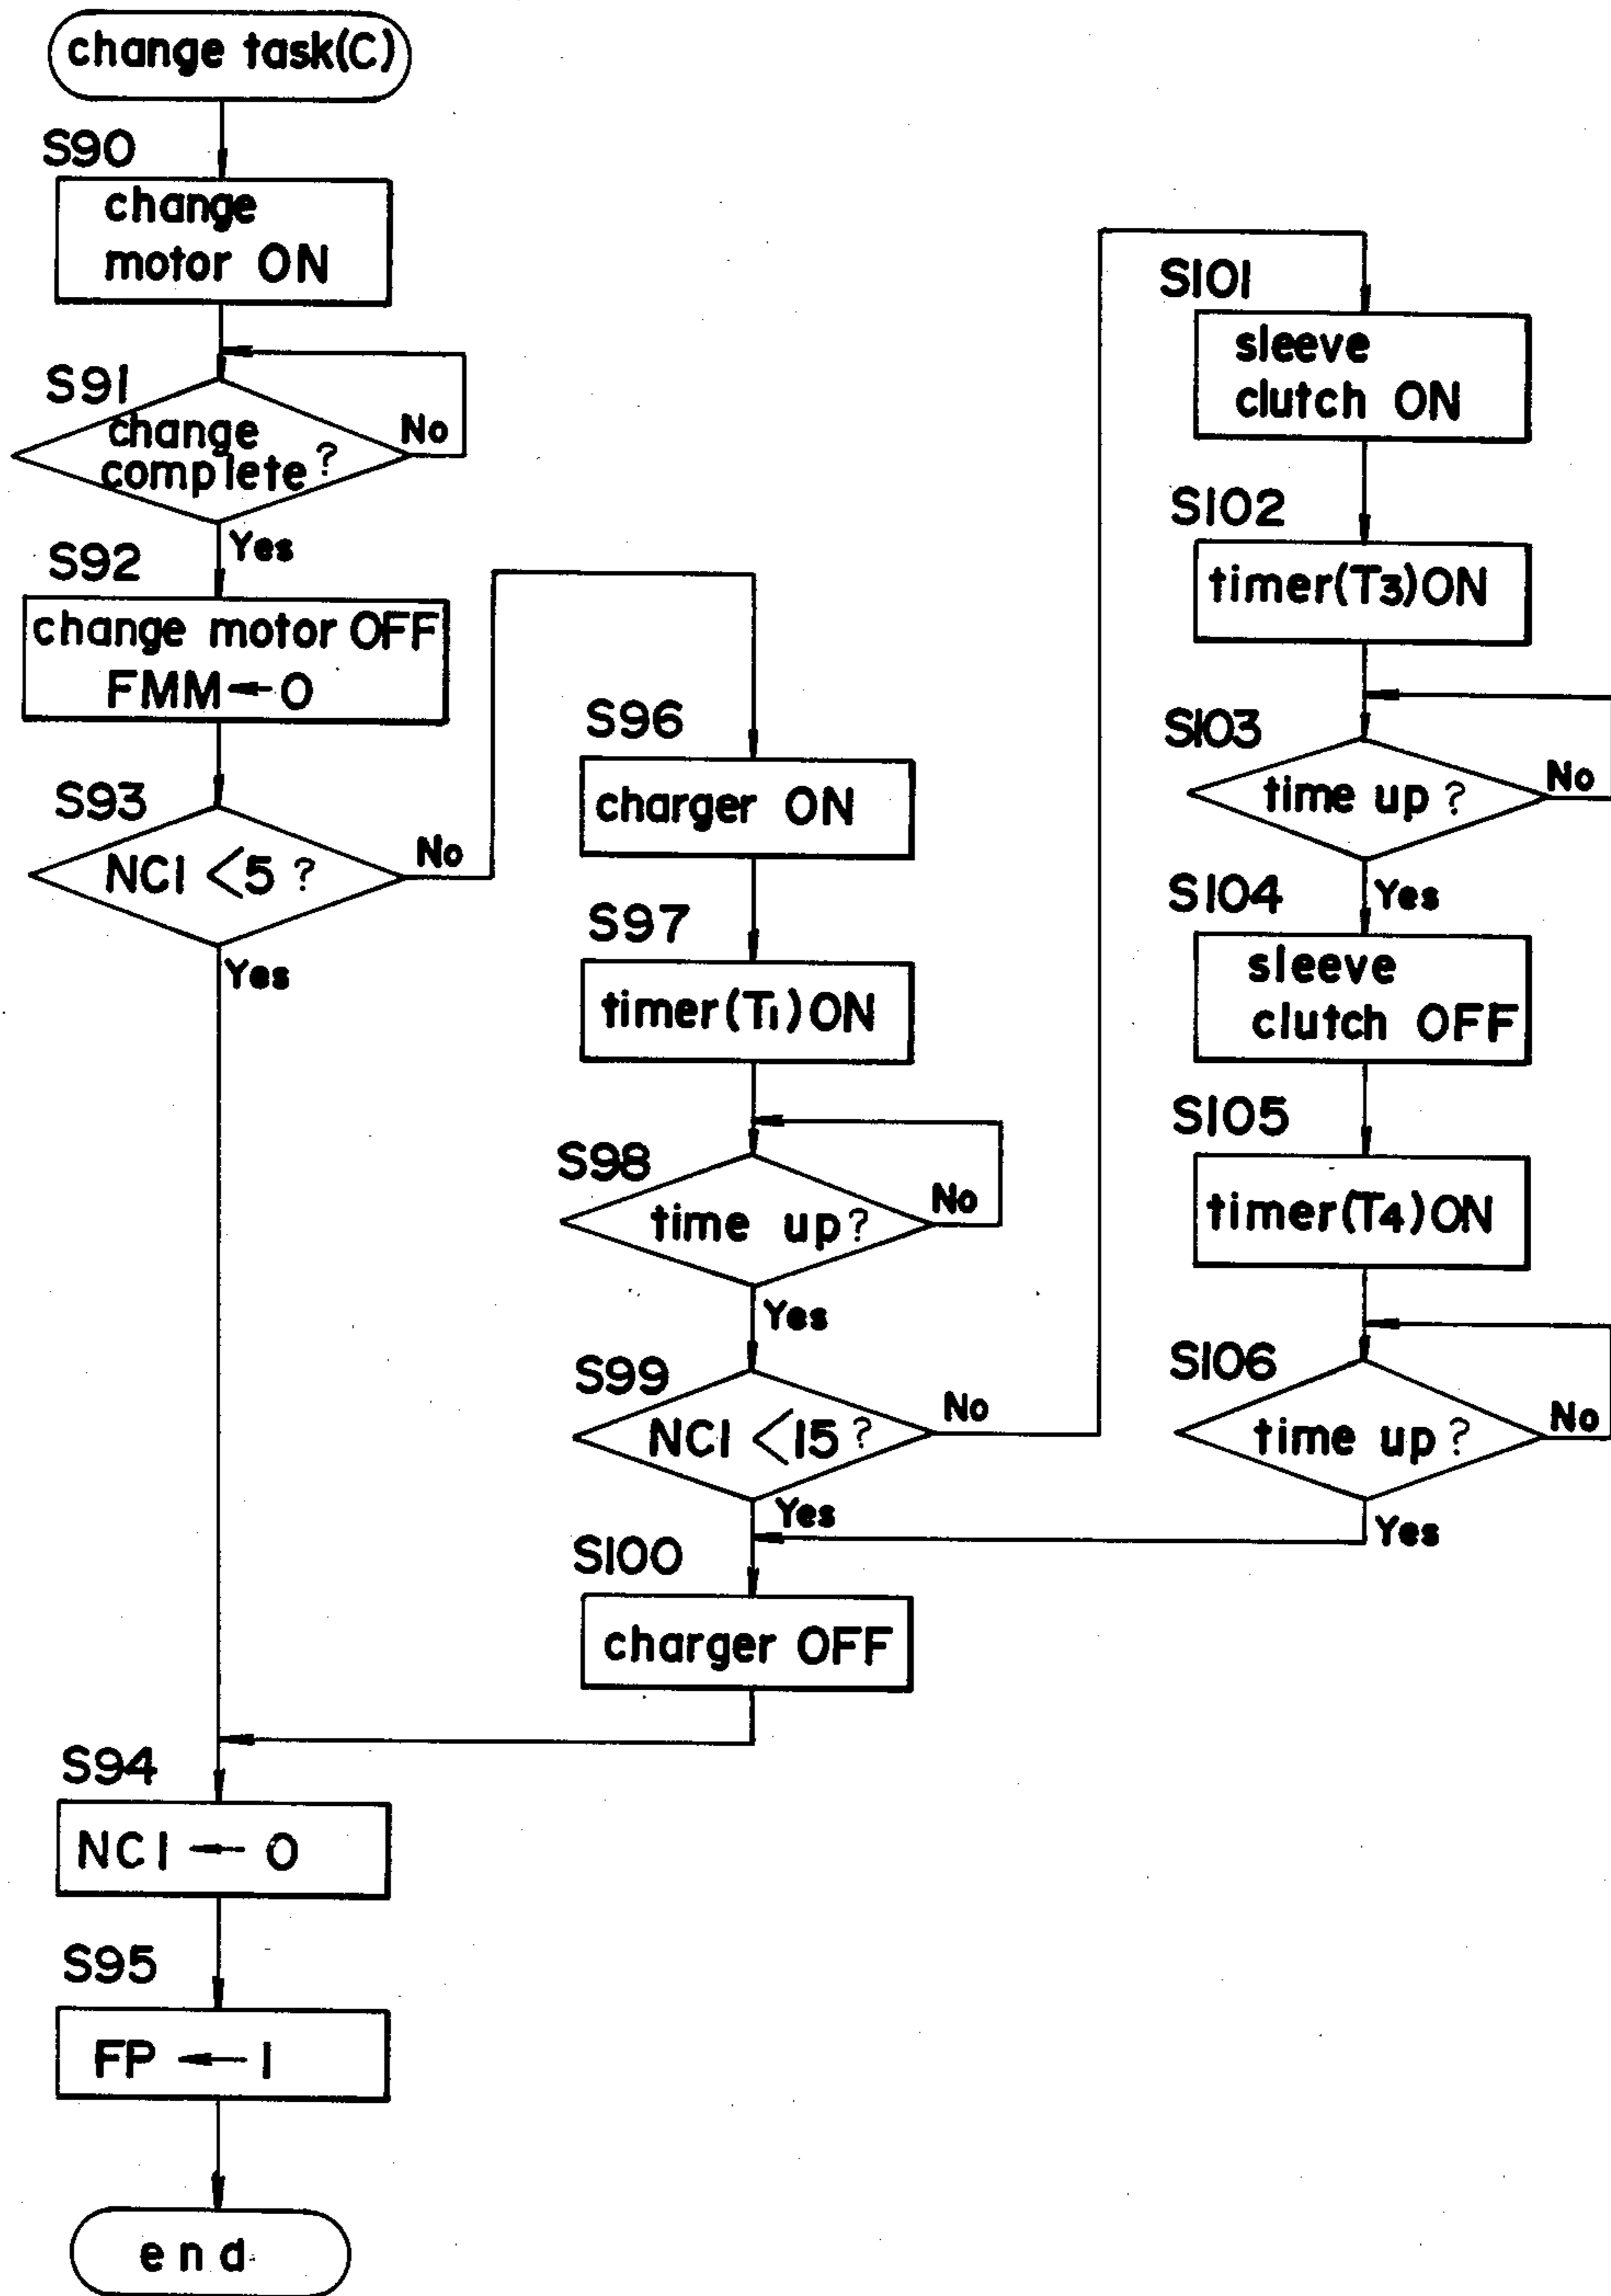 change task(C)
S90
change
motor ON
S91
change
complete?
No
Yes
S92
change motor OFF
FMM←0
S93
NC1 <5 ?
No
Yes
S94
NC1 ← 0
S95
FP ← 1
end
S96
charger ON
S97
timer(T1)ON
S98
time up?
No
Yes
S99
NC1 <15 ?
No
Yes
S100
charger OFF
S101
sleeve
clutch ON
S102
timer(T3)ON
S103
time up ?
No
Yes
S104
sleeve
clutch OFF
S105
timer(T4)ON
S106
time up ?
No
Yes